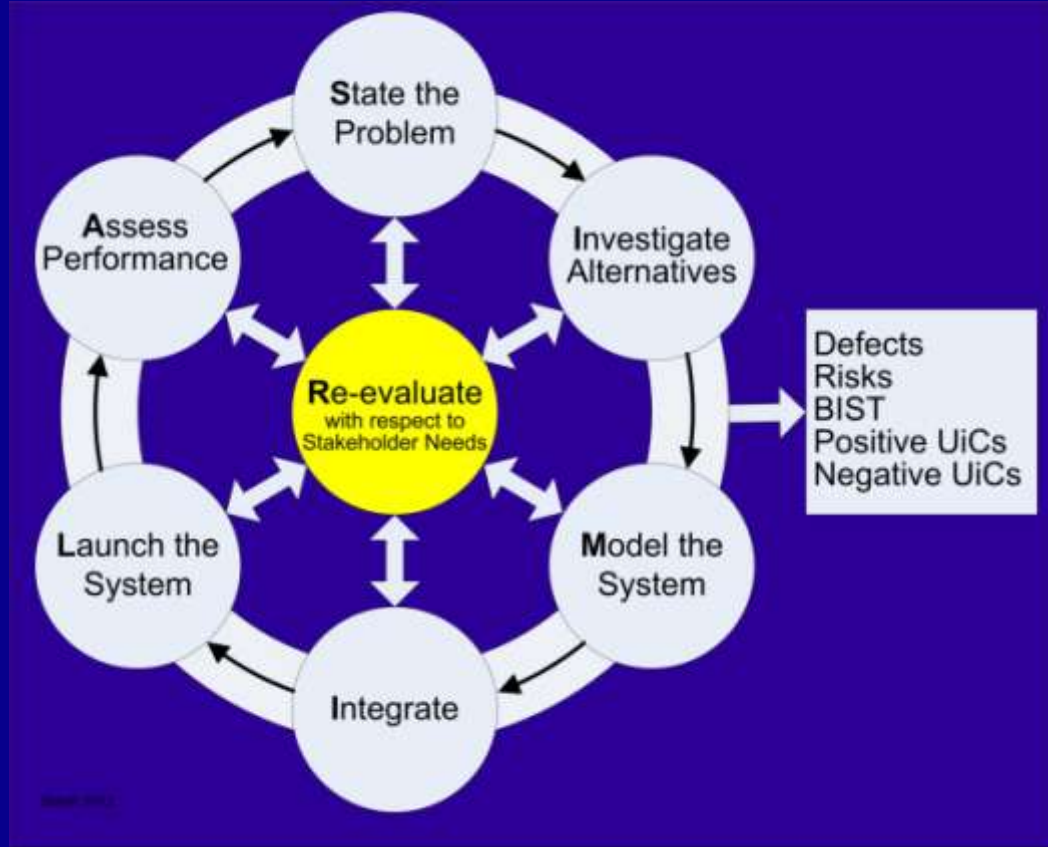 State the
Problem
Investigate
Alternatives
Model the
System
Integrate
Launch the
System
Assess
Performance
Re-evaluate
with respect to
Stakeholder Needs
Defects
Risks
BIST
Positive UiCs
Negative UiCs